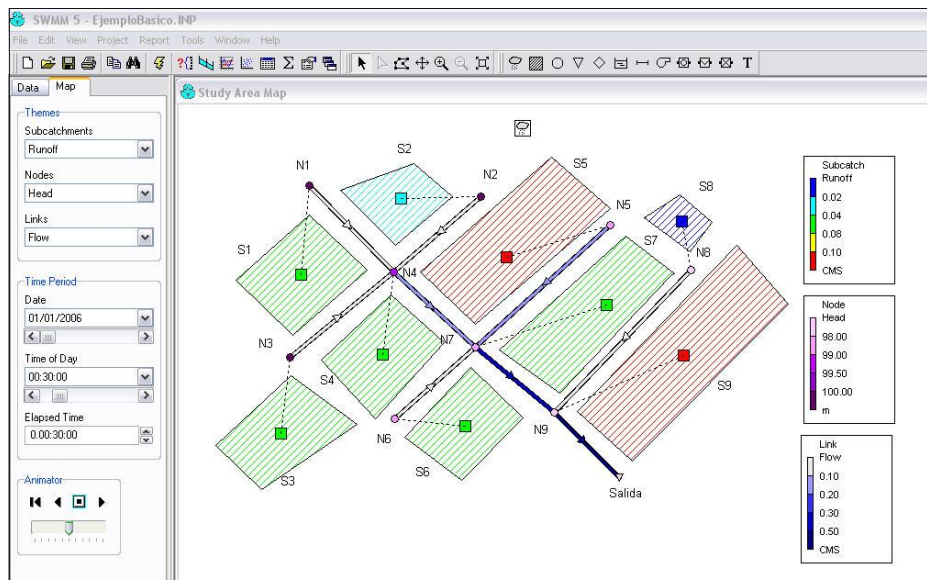 SWMM 5 - EjemploBasico.INP
File Edit View Project Report Tools Window Help
Data Map
Themes
Subcatchments
Runoff
Nodes
Head
Links
Flow
Time Period
Date
01/01/2006
Time of Day
00:30:00
Elapsed Time
0.00:30:00
Animator
Study Area Map
S2
S5
N1
N2
S8
N5
S1
S7
N8
N4
N3
N7
S4
S9
N6
N9
S6
S3
Salida
Subcatch
Runoff
0.02
0.04
0.08
0.10
CMS
Node
Head
98.00
99.00
99.50
100.00
m
Link
Flow
0.10
0.20
0.30
0.50
CMS